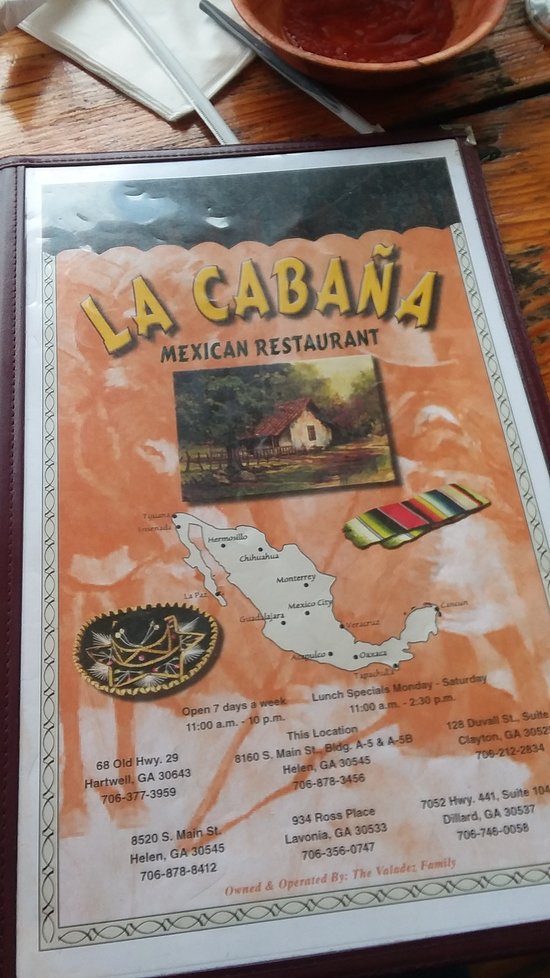 LA CABAÑA
MEXICAN RESTAURANT
Tijuana
Ensenada
Hermosillo
Chihuahua
La Paz
Monterrey
Guadalajara
Mexico City
Veracruz
Cancun
Acapulco
Oaxaca
Tapachula
Open 7 days a week
11:00 a.m. - 10 p.m.
Lunch Specials Monday - Saturday
11:00 a.m. - 2:30 p.m.
68 Old Hwy. 29
Hartwell, GA 30643
706-377-3959
This Location
8160 S. Main St., Bldg. A-5 & A-5B
Helen, GA 30545
706-878-3456
128 Duvall St., Suite
Clayton, GA 3052
706-212-2834
8520 S. Main St.
Helen, GA 30545
706-878-8412
934 Ross Place
Lavonia, GA 30533
706-356-0747
7052 Hwy. 441, Suite 104
Dillard, GA 30537
706-746-0058
Owned & Operated By: The Valadez Family